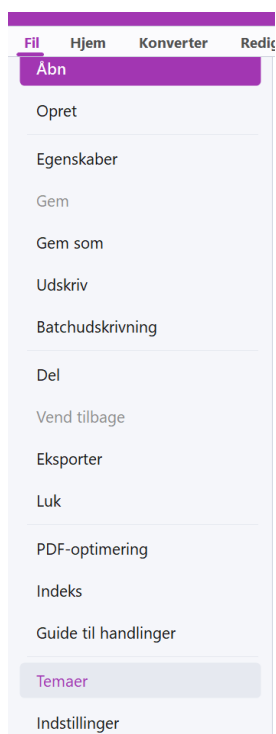 Fil Hjem Konverter
Åbn
Opret
Egenskaber
Gem
Gem som
Udskriv
Batchudskrivning
Del
Vend tilbage
Eksporter
Luk
PDF-optimering
Indeks
Guide til handlinger
Temaer
Indstillinger